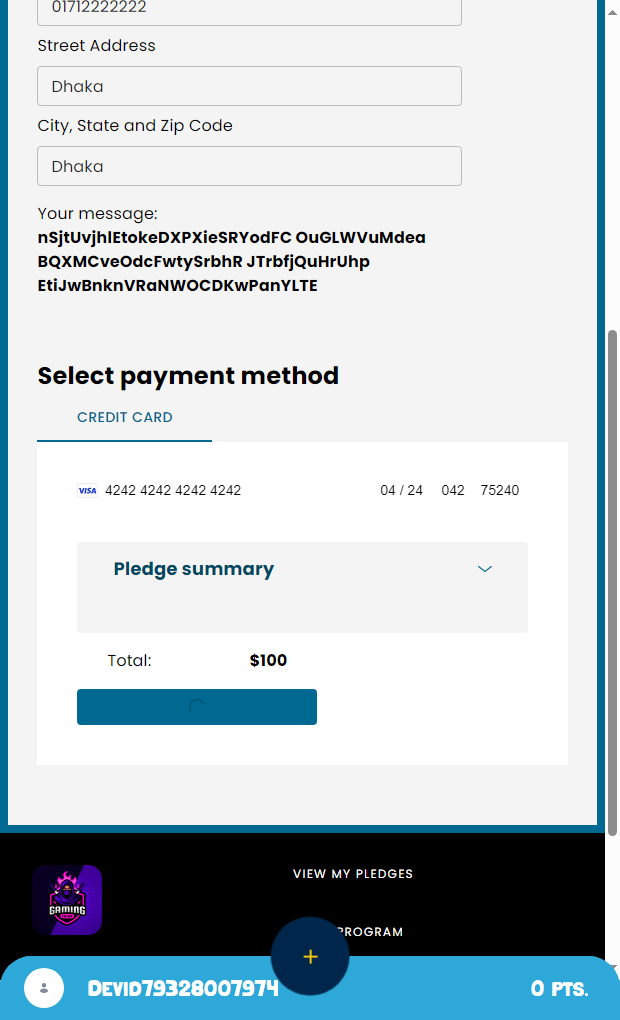 01712222222
Street Address
Dhaka
City, State and Zip Code
Dhaka
Your message:
nSjtUvjhlEtokeDXPXieSRYodFC OuGLWVuMdea
BQXMCveOdcFwtySrbhR JTrbfjQuHrUhp
EtiJwBnknVRaNWOCDKwPanYLTE
Select payment method
CREDIT CARD
VISA 4242 4242 4242 4242 04 / 24 042 75240
Pledge summary
Total: $100
VIEW MY PLEDGES
GAMING
PROGRAM
Devid79328007974 0 PTS.